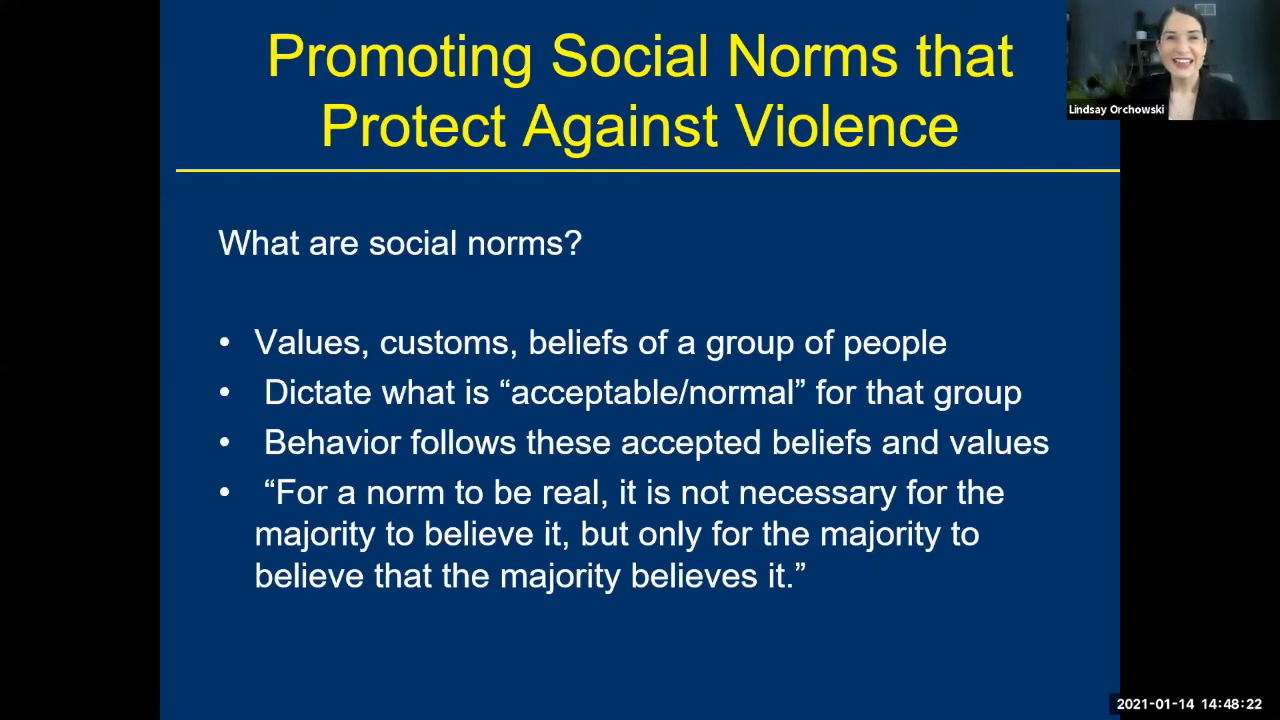 Promoting Social Norms that
Protect Against Violence
Lindsay Orchowski
What are social norms?
• Values, customs, beliefs of a group of people
• Dictate what is “acceptable/normal” for that group
• Behavior follows these accepted beliefs and values
• “For a norm to be real, it is not necessary for the
majority to believe it, but only for the majority to
believe that the majority believes it.”
2021-01-14 14:48:22